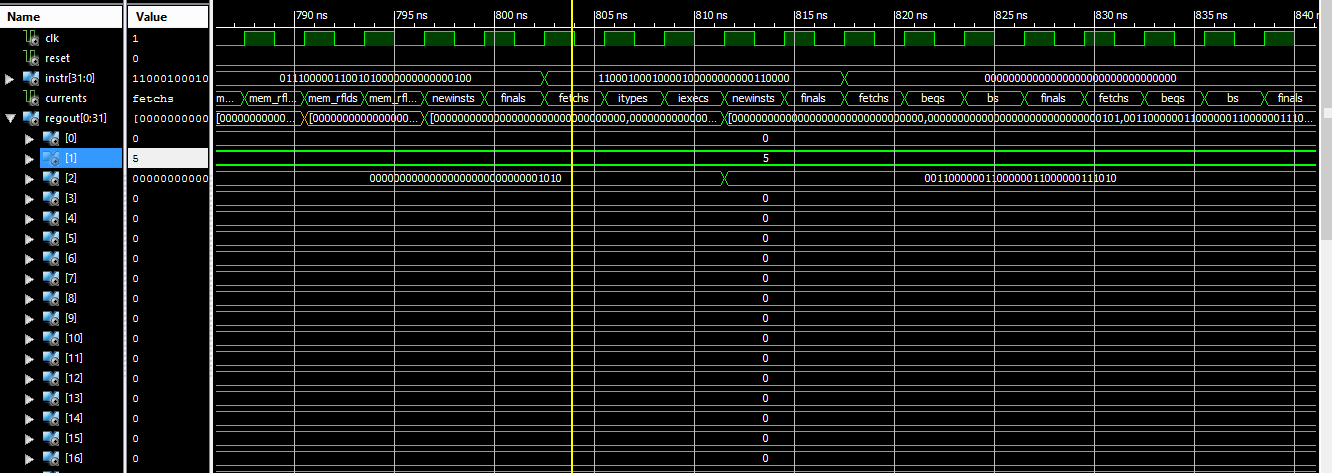 Name Value 790 ns 795 ns 800 ns 805 ns 810 ns 815 ns 820 ns 825 ns 830 ns 835 ns 840 n
clk 1
reset 0
instr[31:0] 11000100010 01110000011001010000000000000100 11000100010000100000000000110000 00000000000000000000000000000000
currents fetchs m... mem_rfl... mem_rflds mem_rfl... newinsts finals fetchs itypes iexecs newinsts finals fetchs beqs bs finals fetchs beqs bs finals
regout[0:31] [0000000000 [00000000000... [0000000000000000... [00000000000000000000000000000000,0000000000000... [00000000000000000000000000000000,00000000000000000000000000000101,00110000001100000011000001110...
[0] 0 0
[1] 5 5
[2] 00000000000 00000000000000000000000000001010 00110000001100000011000000111010
[3] 0 0
[4] 0 0
[5] 0 0
[6] 0 0
[7] 0 0
[8] 0 0
[9] 0 0
[10] 0 0
[11] 0 0
[12] 0 0
[13] 0 0
[14] 0 0
[15] 0 0
[16] 0 0